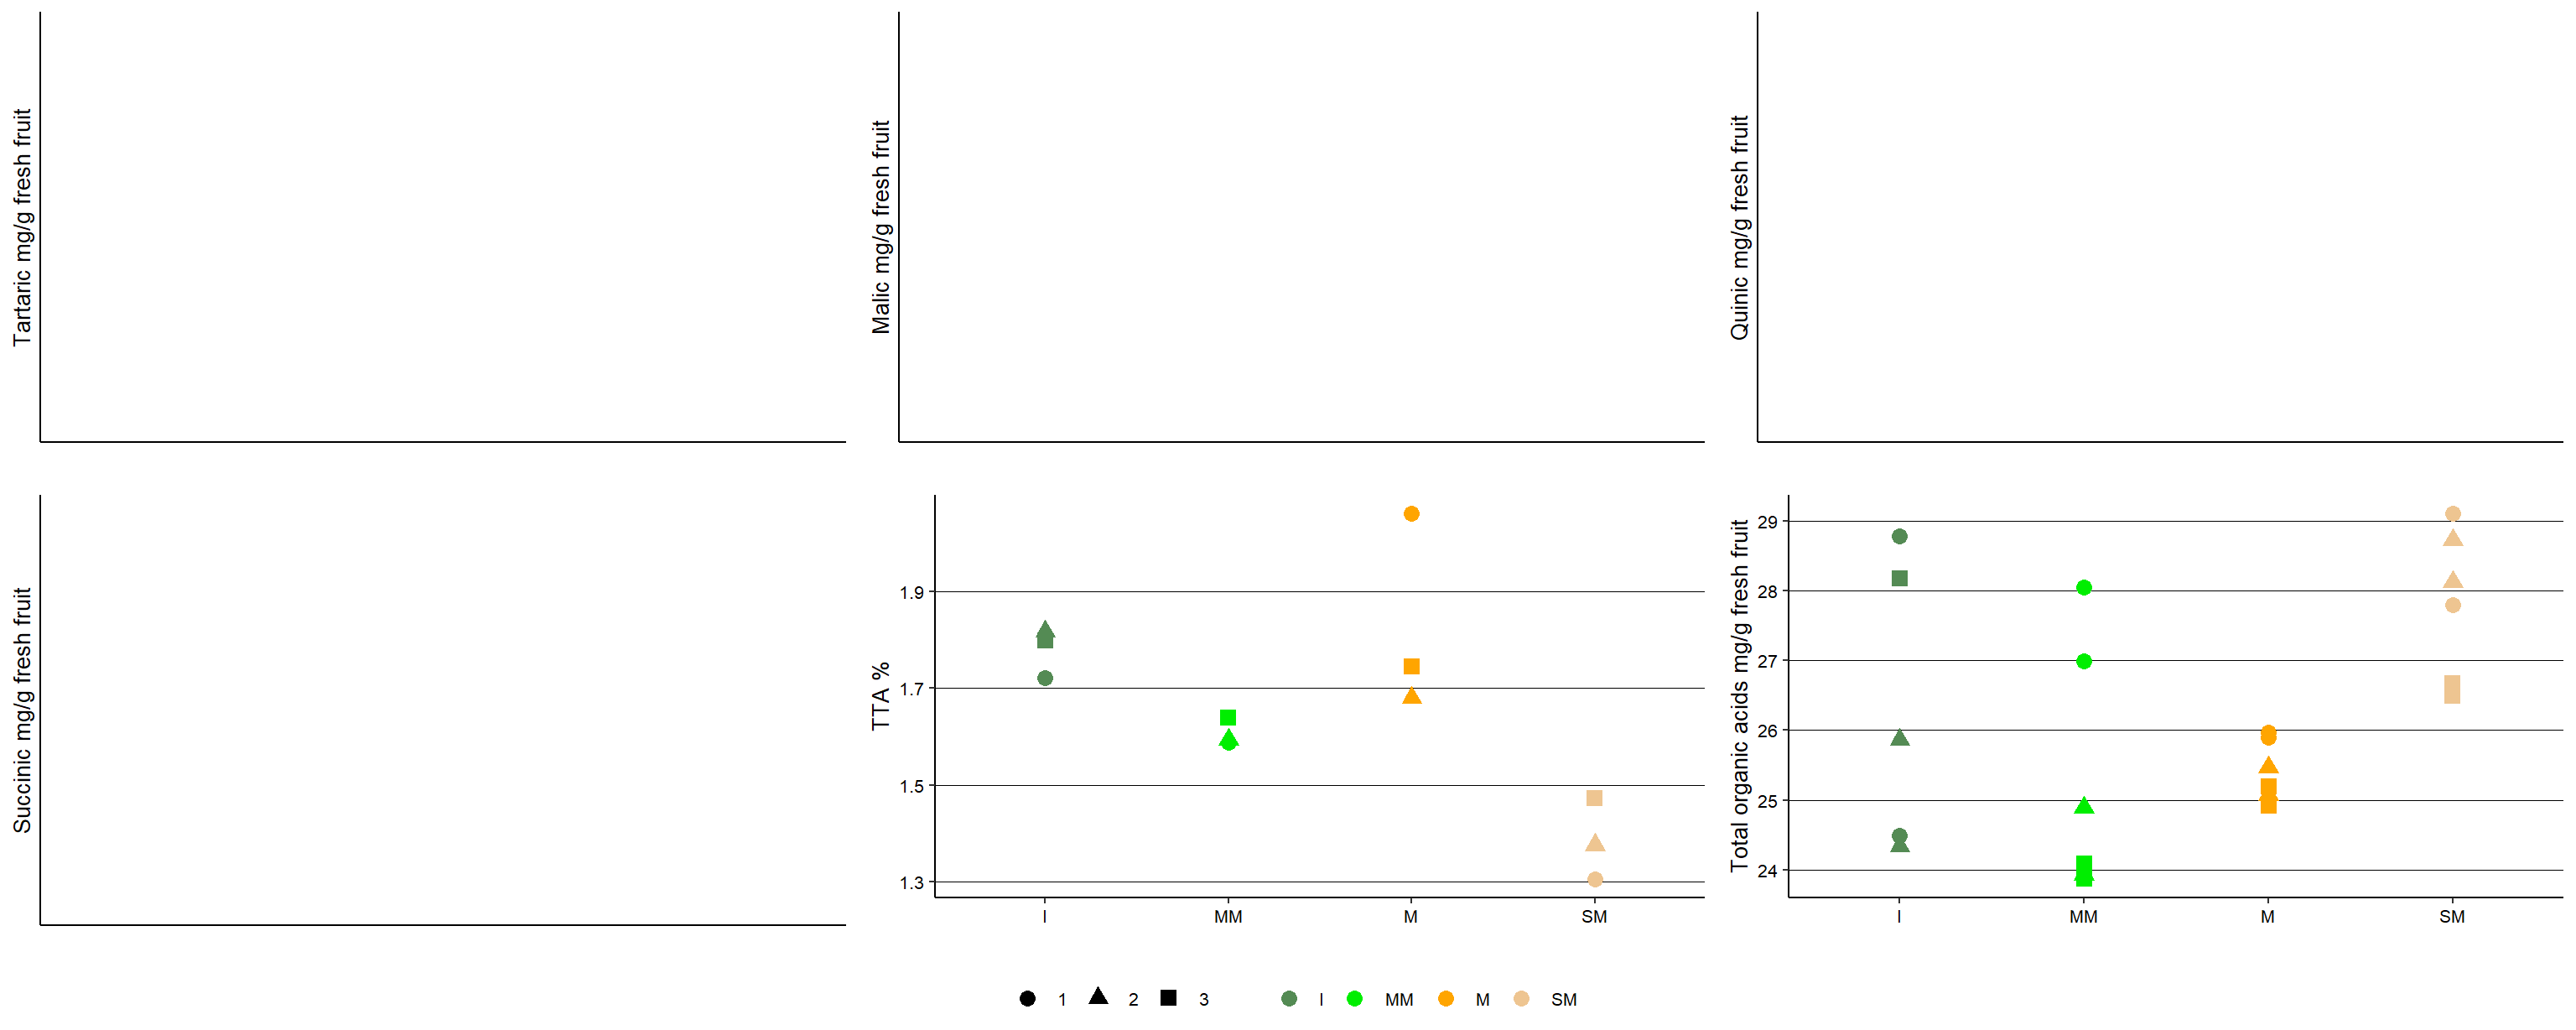 Tartaric mg/g fresh fruit
Malic mg/g fresh fruit
Quinic mg/g fresh fruit
Succinic mg/g fresh fruit
TTA %
1.9
1.7
1.5
1.3
I MM M SM
Total organic acids mg/g fresh fruit
29
28
27
26
25
24
I MM M SM
1 2 3 I MM M SM